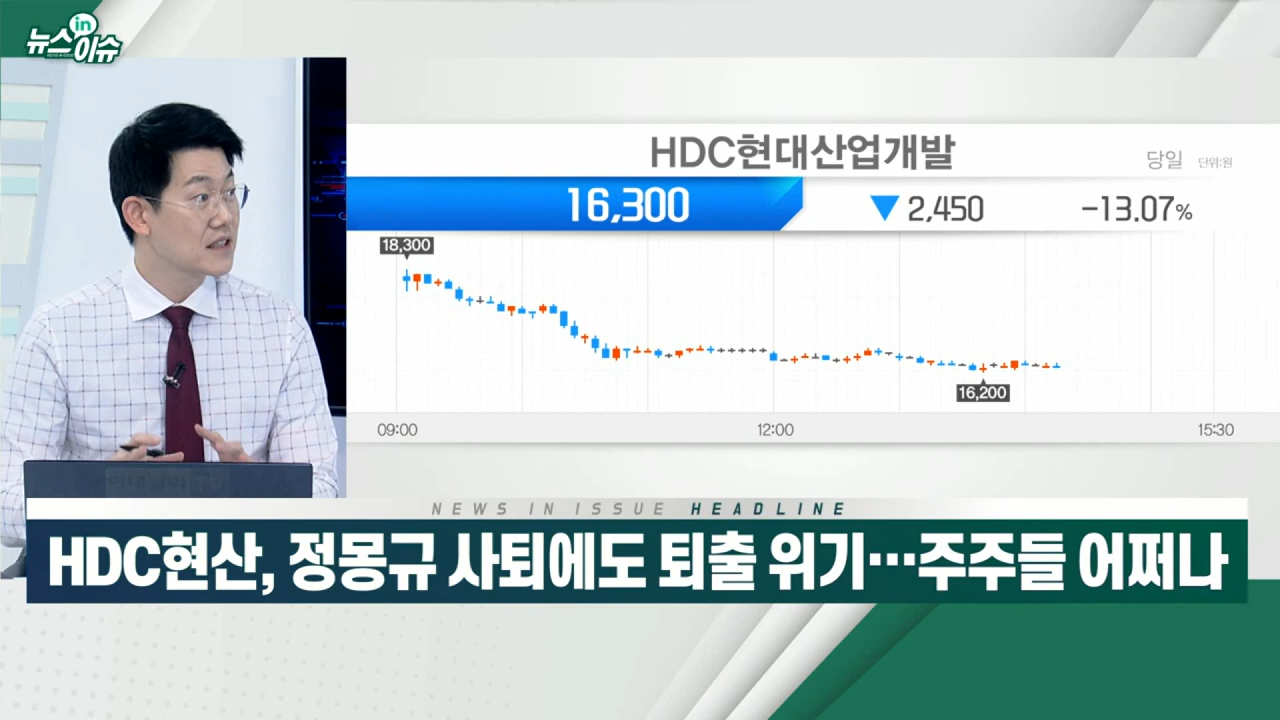 뉴스in이슈
HDC현대산업개발
당일 단위:원
16,300 ▼2,450 -13.07%
18,300
16,200
09:00 12:00 15:30
NEWS IN ISSUE HEADLINE
HDC현산, 정몽규 사퇴에도 퇴출 위기…주주들 어쩌나